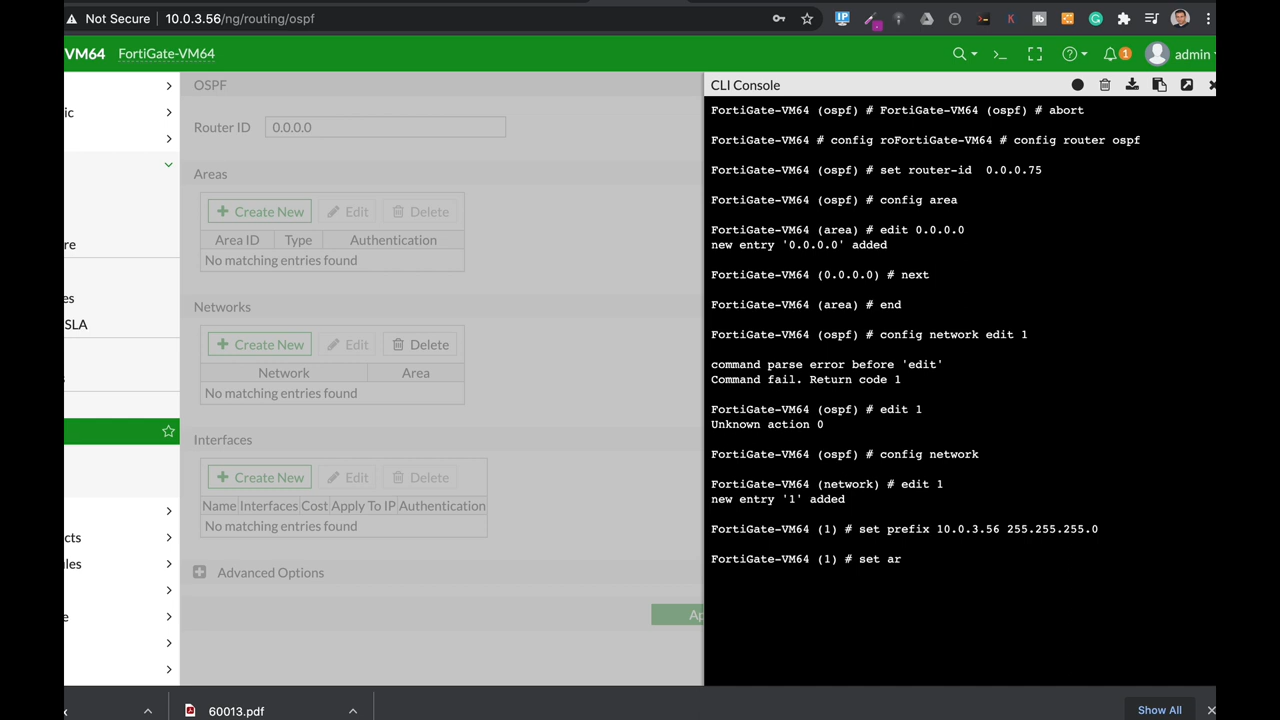 Not Secure 10.0.3.56/ng/routing/ospf
VM64 FortiGate-VM64
1 admin
ic
re
es
SLA
s
cts
ules
e
OSPF
Router ID 0.0.0.0
Areas
Create New Edit Delete
Area ID Type Authentication
No matching entries found
Networks
Create New Edit Delete
Network Area
No matching entries found
Interfaces
Create New Edit Delete
Name Interfaces Cost Apply To IP Authentication
No matching entries found
Advanced Options
Ap
CLI Console
FortiGate-VM64 (ospf) # FortiGate-VM64 (ospf) # abort
FortiGate-VM64 # config roFortiGate-VM64 # config router ospf
FortiGate-VM64 (ospf) # set router-id  0.0.0.75
FortiGate-VM64 (ospf) # config area
FortiGate-VM64 (area) # edit 0.0.0.0
new entry '0.0.0.0' added
FortiGate-VM64 (0.0.0.0) # next
FortiGate-VM64 (area) # end
FortiGate-VM64 (ospf) # config network edit 1
command parse error before 'edit'
Command fail. Return code 1
FortiGate-VM64 (ospf) # edit 1
Unknown action 0
FortiGate-VM64 (ospf) # config network
FortiGate-VM64 (network) # edit 1
new entry '1' added
FortiGate-VM64 (1) # set prefix 10.0.3.56 255.255.255.0
FortiGate-VM64 (1) # set ar
x 60013.pdf Show All